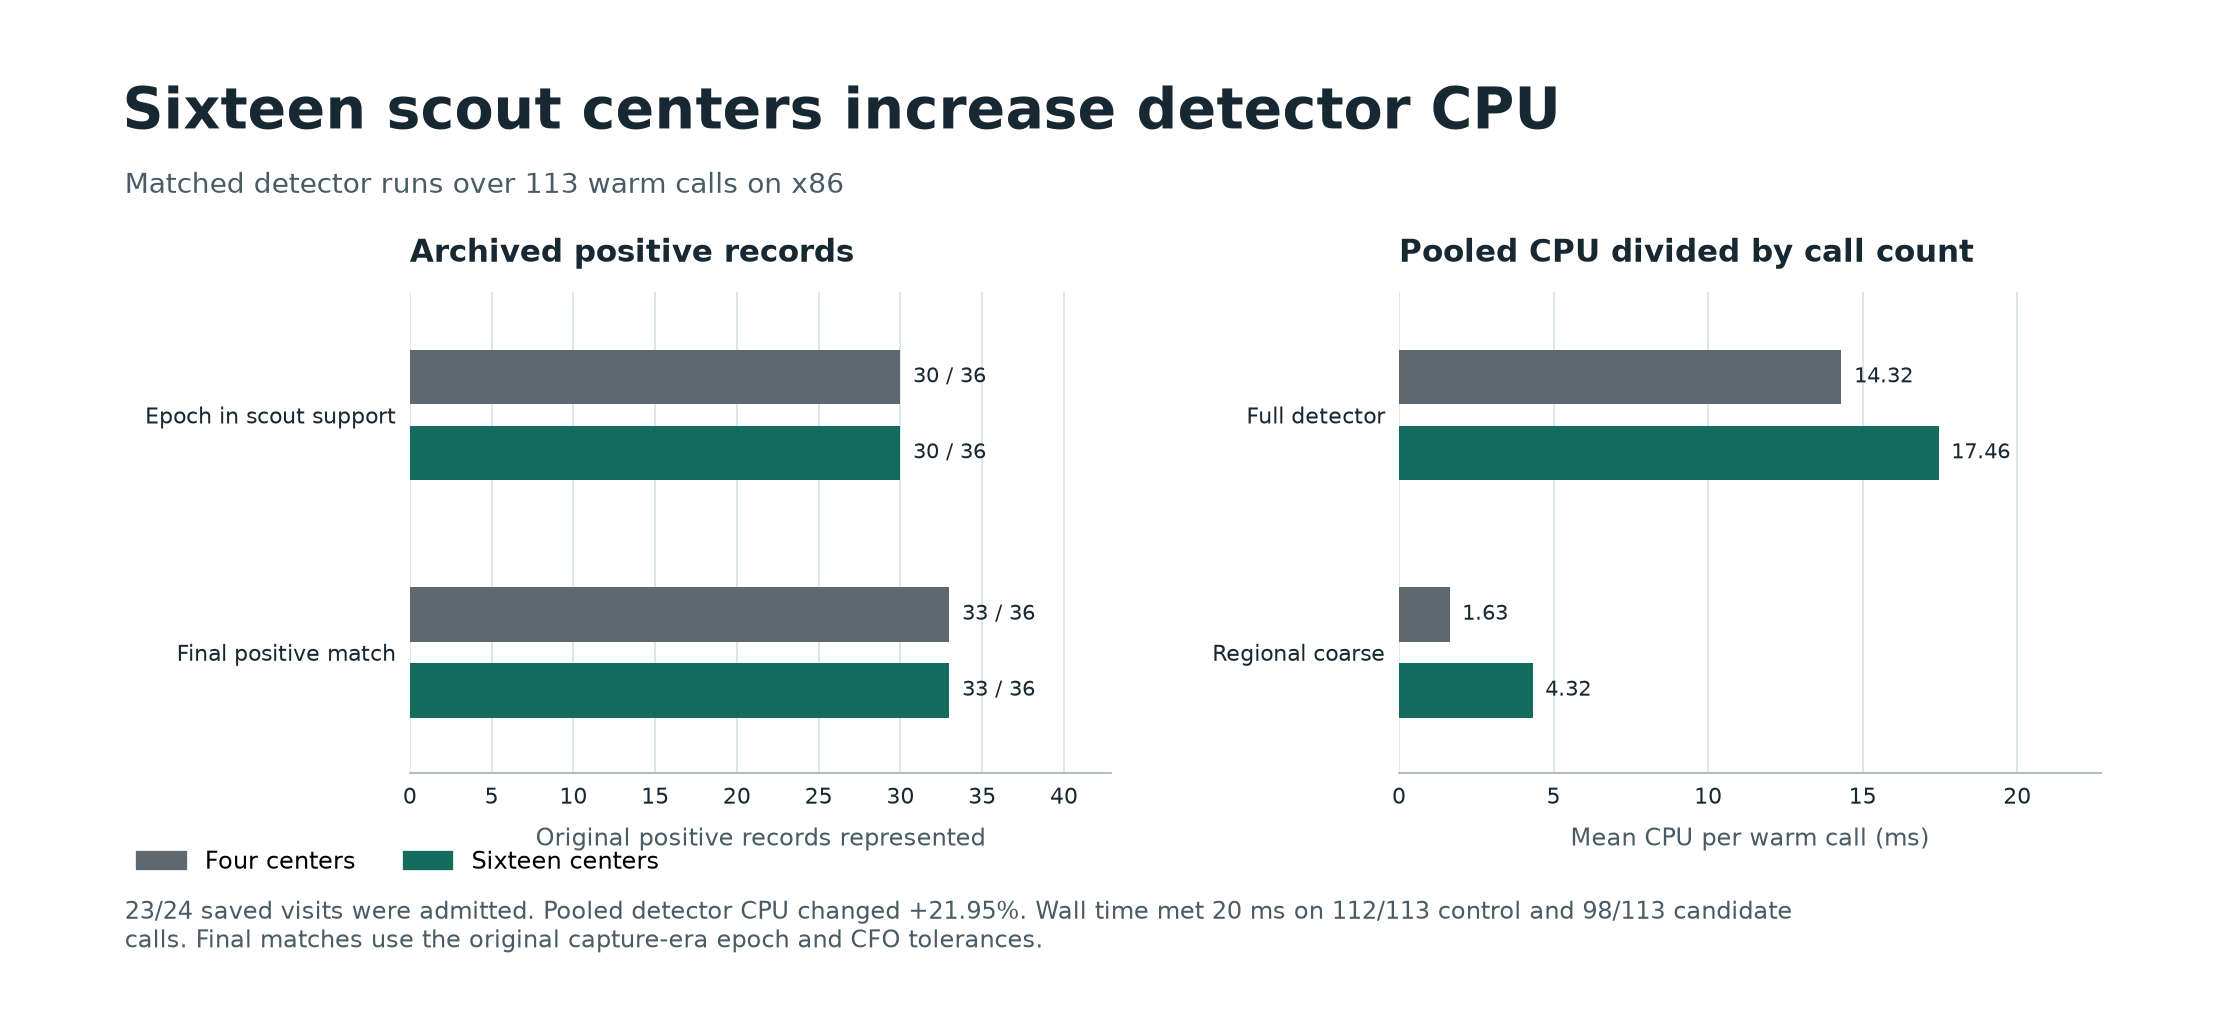 Sixteen scout centers increase detector CPU
Matched detector runs over 113 warm calls on x86
Archived positive records
Epoch in scout support
30 / 36
30 / 36
Final positive match
33 / 36
33 / 36
0 5 10 15 20 25 30 35 40
Original positive records represented
Pooled CPU divided by call count
Full detector
14.32
17.46
Regional coarse
1.63
4.32
0 5 10 15 20
Mean CPU per warm call (ms)
Four centers Sixteen centers
23/24 saved visits were admitted. Pooled detector CPU changed +21.95%. Wall time met 20 ms on 112/113 control and 98/113 candidate
calls. Final matches use the original capture-era epoch and CFO tolerances.